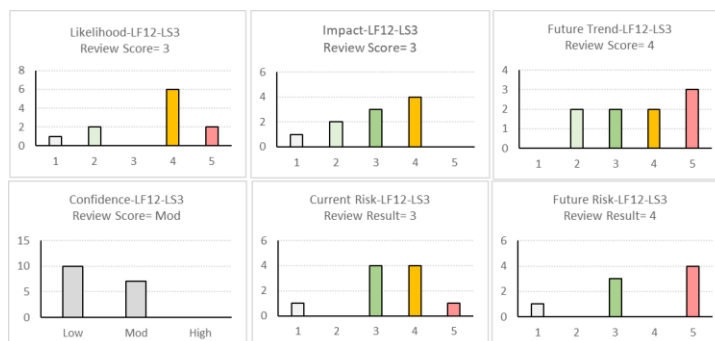 Likelihood-LF12-LS3
Review Score= 3
8
6
4
2
0
1 2 3 4 5
Impact-LF12-LS3
Review Score= 3
6
4
2
0
1 2 3 4 5
Future Trend-LF12-LS3
Review Score= 4
4
3
2
1
0
1 2 3 4 5
Confidence-LF12-LS3
Review Score= Mod
15
10
5
0
Low Mod High
Current Risk-LF12-LS3
Review Result= 3
6
4
2
0
1 2 3 4 5
Future Risk-LF12-LS3
Review Result= 4
6
4
2
0
1 2 3 4 5